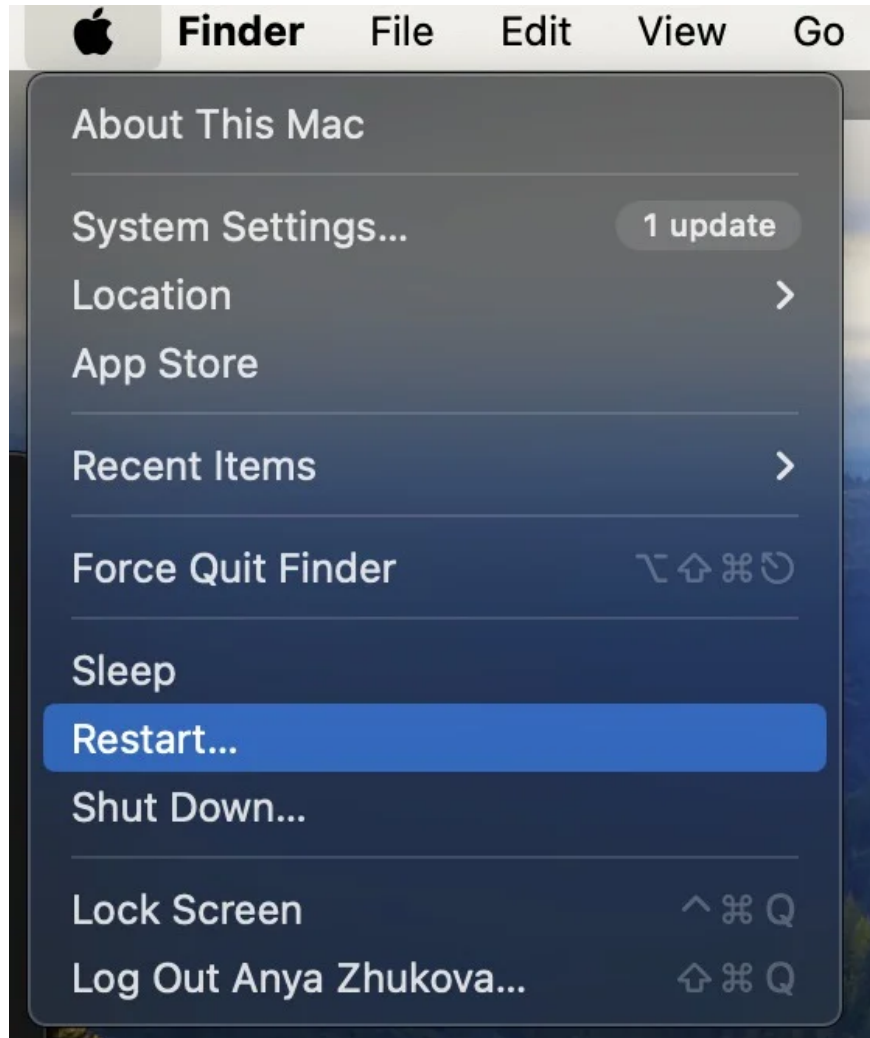 Finder File Edit View Go
About This Mac
System Settings... 1 update
Location
App Store
Recent Items
Force Quit Finder ⌥⇧⌘⎋
Sleep
Restart...
Shut Down...
Lock Screen ^⌘Q
Log Out Anya Zhukova... ⇧⌘Q